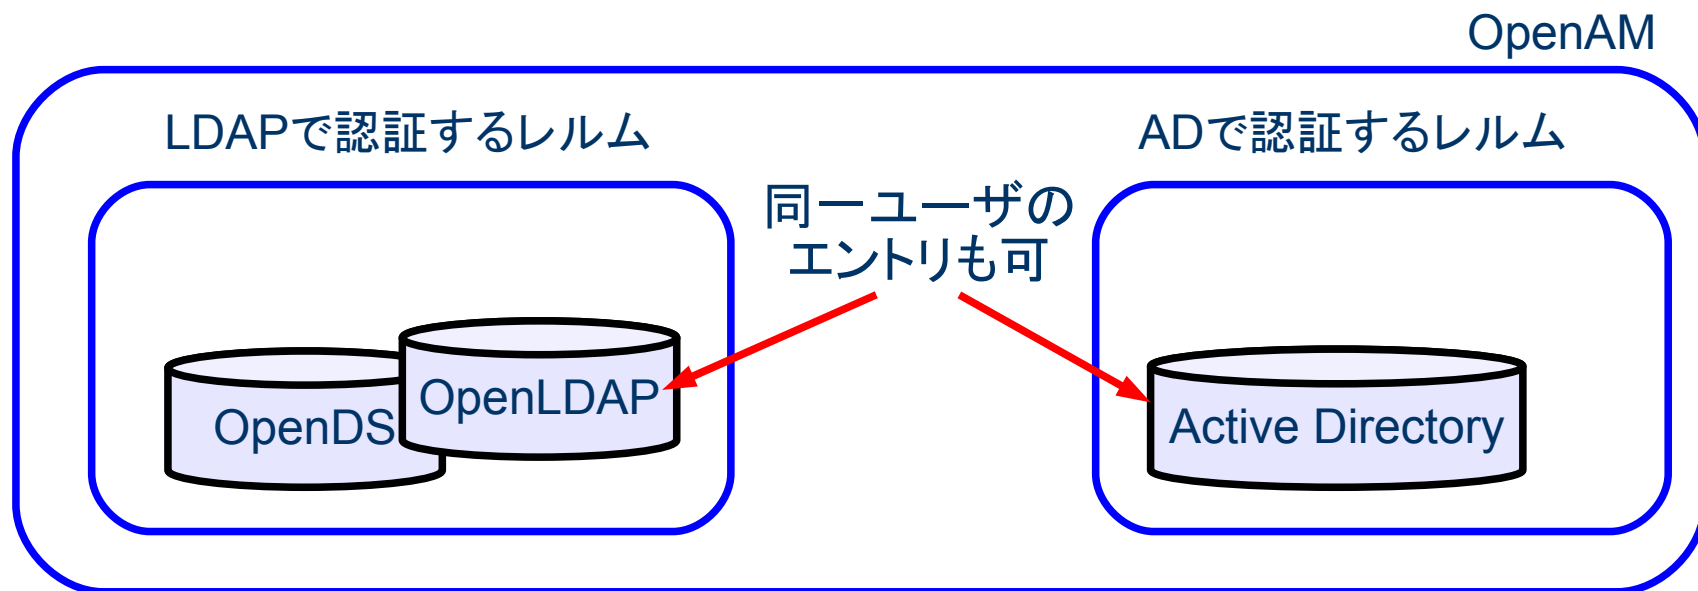 OpenAM
LDAPで認証するレルム
ADで認証するレルム
同一ユーザの
エントリも可
OpenDS
OpenLDAP
Active Directory